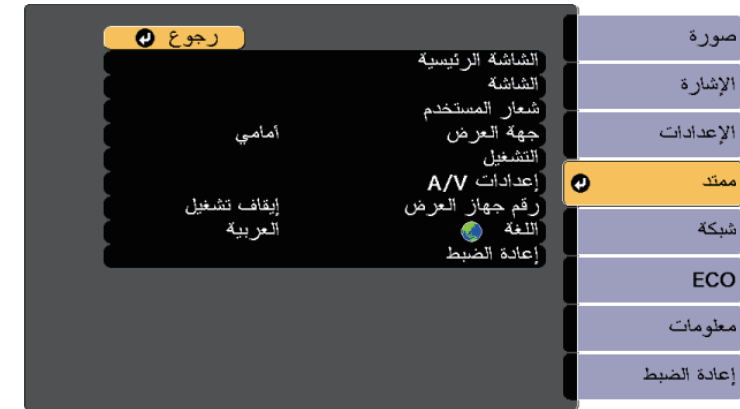 صورة
الإشارة
الإعدادات
ممتد
شبكة
ECO
معلومات
إعادة الضبط
رجوع
الشاشة الرئيسية
الشاشة
شعار المستخدم
جهة العرض أمامي
التشغيل
إعدادات A/V
رقم جهاز العرض إيقاف تشغيل
اللغة العربية
إعادة الضبط